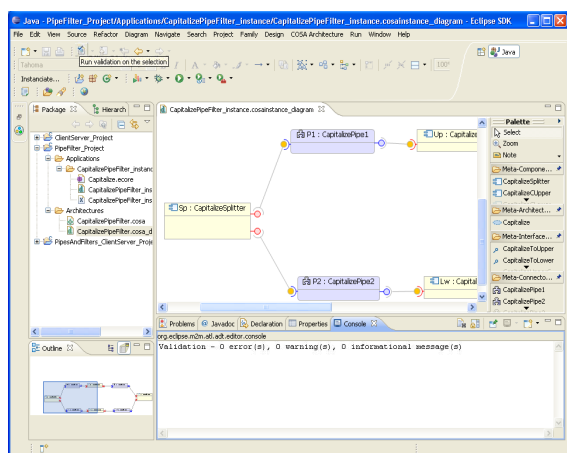 Java - PipeFilter_Project/Applications/CapitalizePipeFilter_instance/CapitalizePipeFilter_instance.cosainstance_diagram - Eclipse SDK
File Edit View Source Refactor Diagram Navigate Search Project Family Design COSA Architecture Run Window Help
Java
Tahoma
Run validation on the selection
100%
Instanciate...
Package
Hierarch
CapitalizePipeFilter_instance.cosainstance_diagram
ClientServer_Project
PipeFilter_Project
Applications
CapitalizePipeFilter_instanc
Capitalize.ecore
CapitalizePipeFilter_ins
CapitalizePipeFilter_ins
Architectures
CapitalizePipeFilter.cosa
CapitalizePipeFilter.cosa_d
PipesAndFilters_ClientServer_Proje
P1 : CapitalizePipe1
Up : Capitalize
Sp : CapitalizeSplitter
P2 : CapitalizePipe2
Lw : Capital
Palette
Select
Zoom
Note
Meta-Compone...
CapitalizeSplitter
CapitalizeCUpper
Meta-Architect...
Capitalize
Meta-Interface...
CapitalizeToUpper
CapitalizeToLower
Meta-Connecto...
CapitalizePipe1
CapitalizePipe2
Outline
Problems
Javadoc
Declaration
Properties
Console
org.eclipse.m2m.atl.adt.editor.console
Validation - 0 error(s), 0 warning(s), 0 informational message(s)